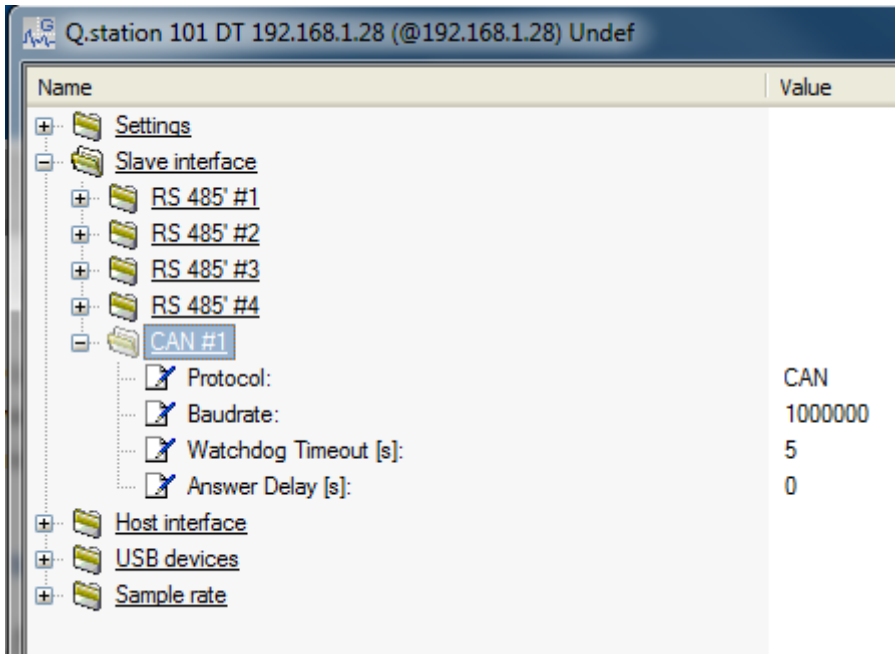 Q.station 101 DT 192.168.1.28 (@192.168.1.28) Undef
Name Value
Settings
Slave interface
RS 485' #1
RS 485' #2
RS 485' #3
RS 485' #4
CAN #1
Protocol: CAN
Baudrate: 1000000
Watchdog Timeout [s]: 5
Answer Delay [s]: 0
Host interface
USB devices
Sample rate